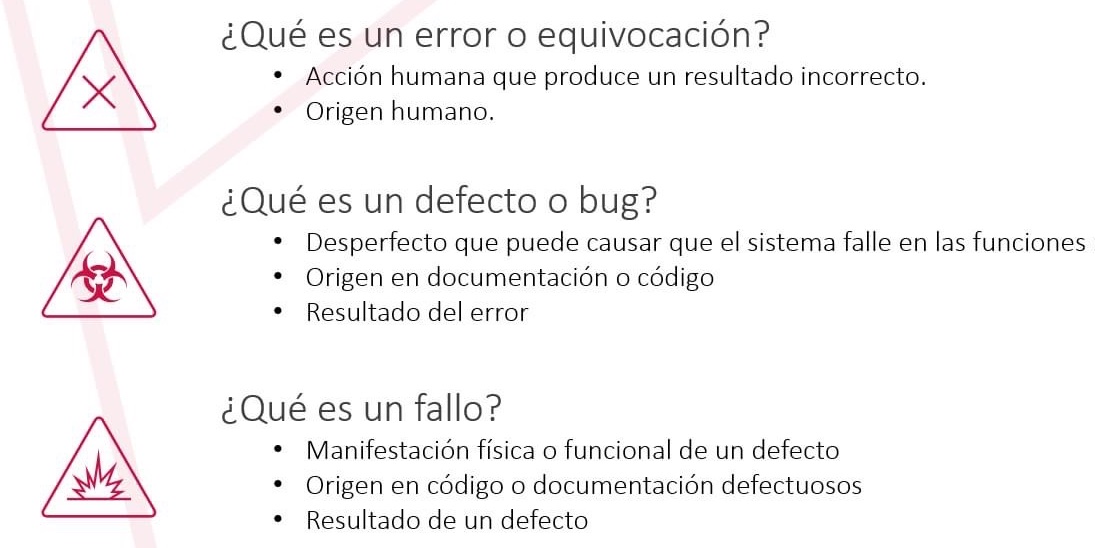 ¿Qué es un error o equivocación?
• Acción humana que produce un resultado incorrecto.
• Origen humano.
¿Qué es un defecto o bug?
• Desperfecto que puede causar que el sistema falle en las funciones
• Origen en documentación o código
• Resultado del error
¿Qué es un fallo?
• Manifestación física o funcional de un defecto
• Origen en código o documentación defectuosos
• Resultado de un defecto